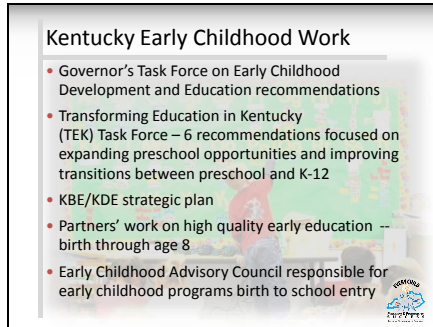 Kentucky Early Childhood Work
• Governor's Task Force on Early Childhood
Development and Education recommendations
• Transforming Education in Kentucky
(TEK) Task Force – 6 recommendations focused on
expanding preschool opportunities and improving
transitions between preschool and K-12
• KBE/KDE strategic plan
• Partners' work on high quality early education --
birth through age 8
• Early Childhood Advisory Council responsible for
early childhood programs birth to school entry